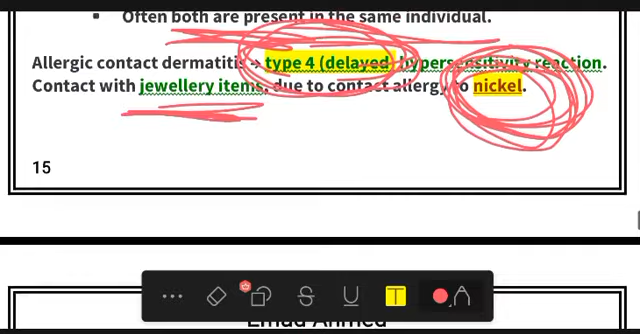 ▪ Often both are present in the same individual.
Allergic contact dermatitis → type 4 (delayed) hypersensitivity reaction.
Contact with jewellery items, due to contact allergy to nickel.
15
Emad Ahmed